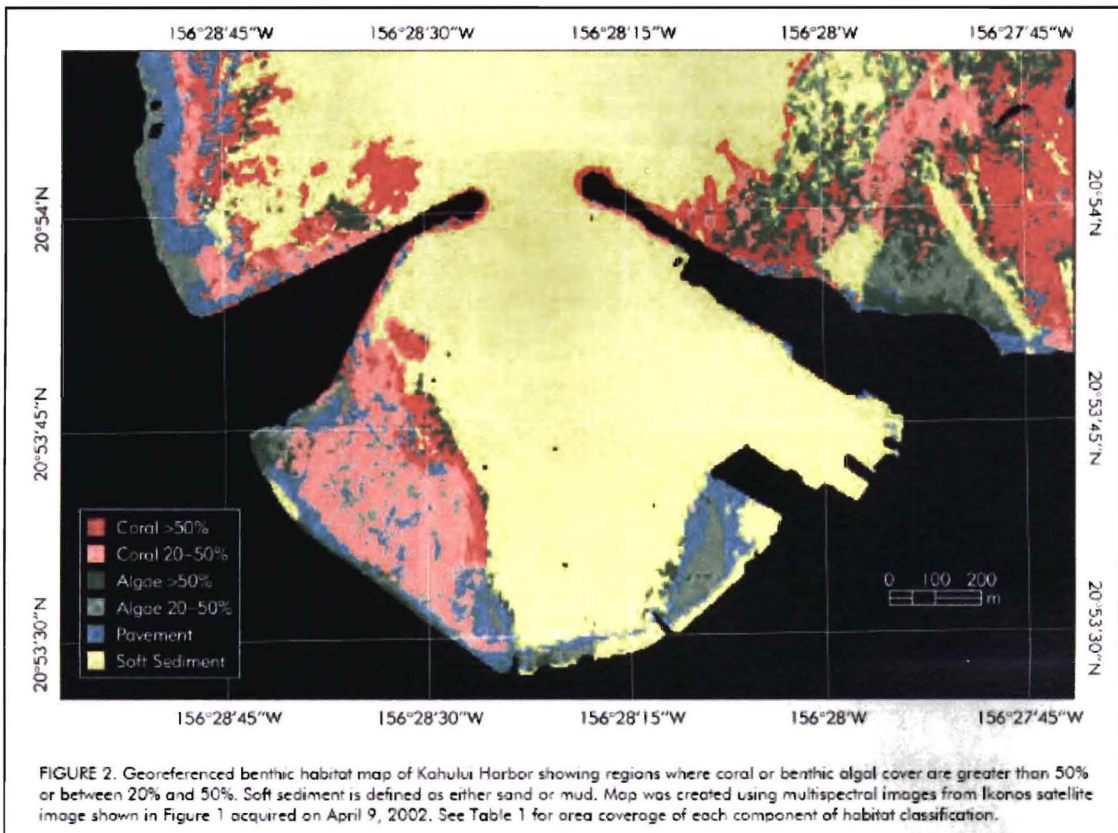 156°28'45"W 156°28'30"W 156°28'15"W 156°28'W 156°27'45"W
20°54'N
20°54'N
20°53'45"N
20°53'45"N
20°53'30"N
20°53'30"N
Coral >50%
Coral 20–50%
Algae >50%
Algae 20–50%
Pavement
Soft Sediment
0 100 200
m
156°28'45"W 156°28'30"W 156°28'15"W 156°28'W 156°27'45"W
FIGURE 2. Georeferenced benthic habitat map of Kahului Harbor showing regions where coral or benthic algal cover are greater than 50%
or between 20% and 50%. Soft sediment is defined as either sand or mud. Map was created using multispectral images from Ikonos satellite
image shown in Figure 1 acquired on April 9, 2002. See Table 1 for area coverage of each component of habitat classification.